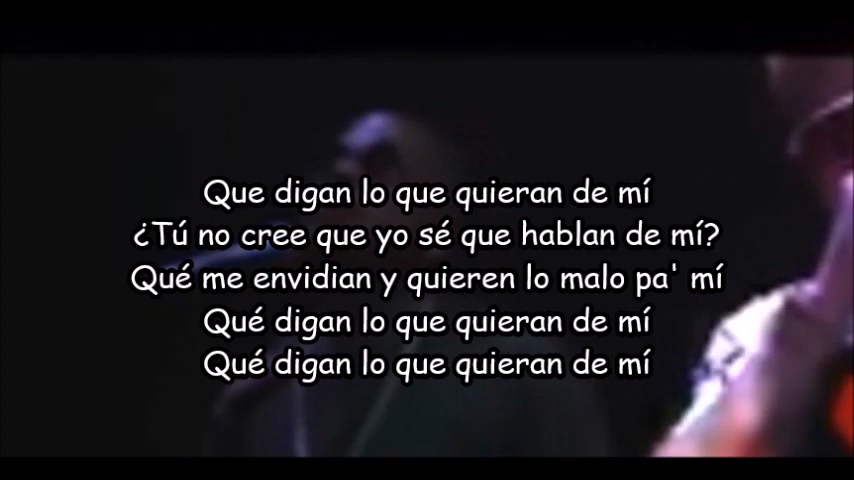 Que digan lo que quieran de mí
¿Tú no cree que yo sé que hablan de mí?
Qué me envidian y quieren lo malo pa' mí
Qué digan lo que quieran de mí
Qué digan lo que quieran de mí